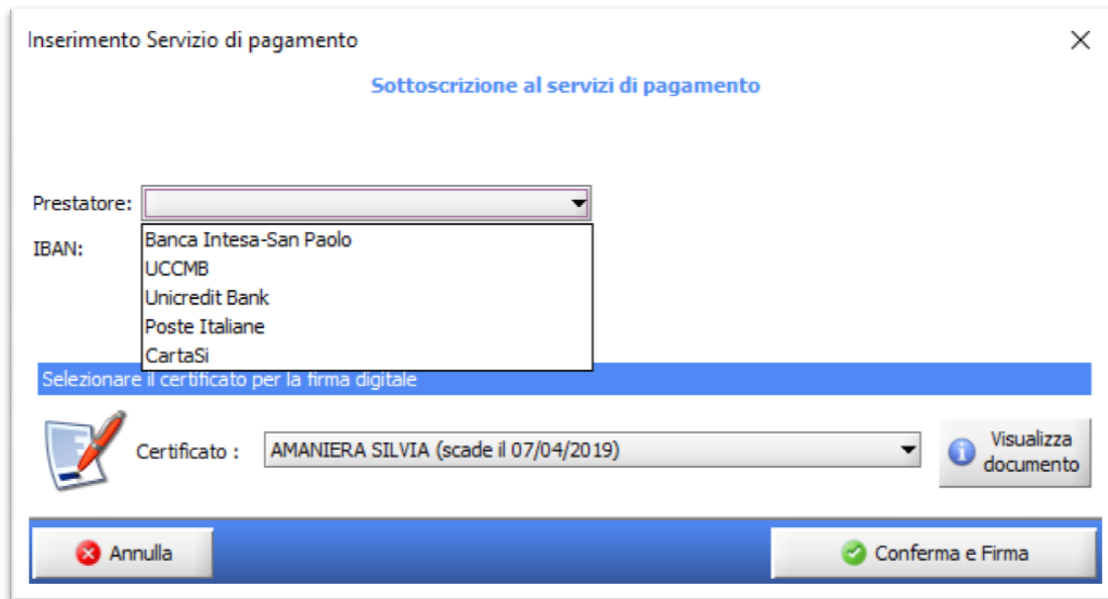 Inserimento Servizio di pagamento
Sottoscrizione al servizi di pagamento
Prestatore:
IBAN:
Banca Intesa-San Paolo
UCCMB
Unicredit Bank
Poste Italiane
CartaSi
Selezionare il certificato per la firma digitale
Certificato :
AMANIERA SILVIA (scade il 07/04/2019)
Visualizza
documento
Annulla
Conferma e Firma